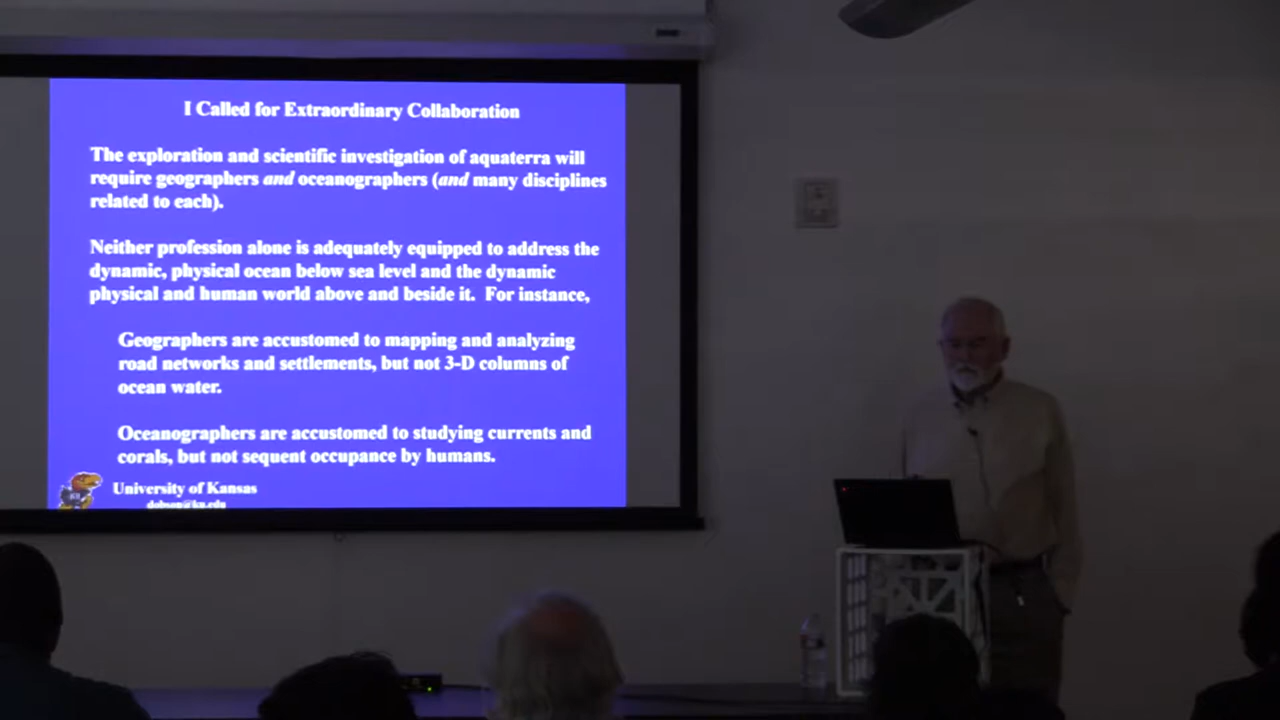 I Called for Extraordinary Collaboration
The exploration and scientific investigation of aquaterra will
require geographers and oceanographers (and many disciplines
related to each).
Neither profession alone is adequately equipped to address the
dynamic, physical ocean below sea level and the dynamic
physical and human world above and beside it. For instance,
Geographers are accustomed to mapping and analyzing
road networks and settlements, but not 3-D columns of
ocean water.
Oceanographers are accustomed to studying currents and
corals, but not sequent occupance by humans.
University of Kansas
dobson@ku.edu